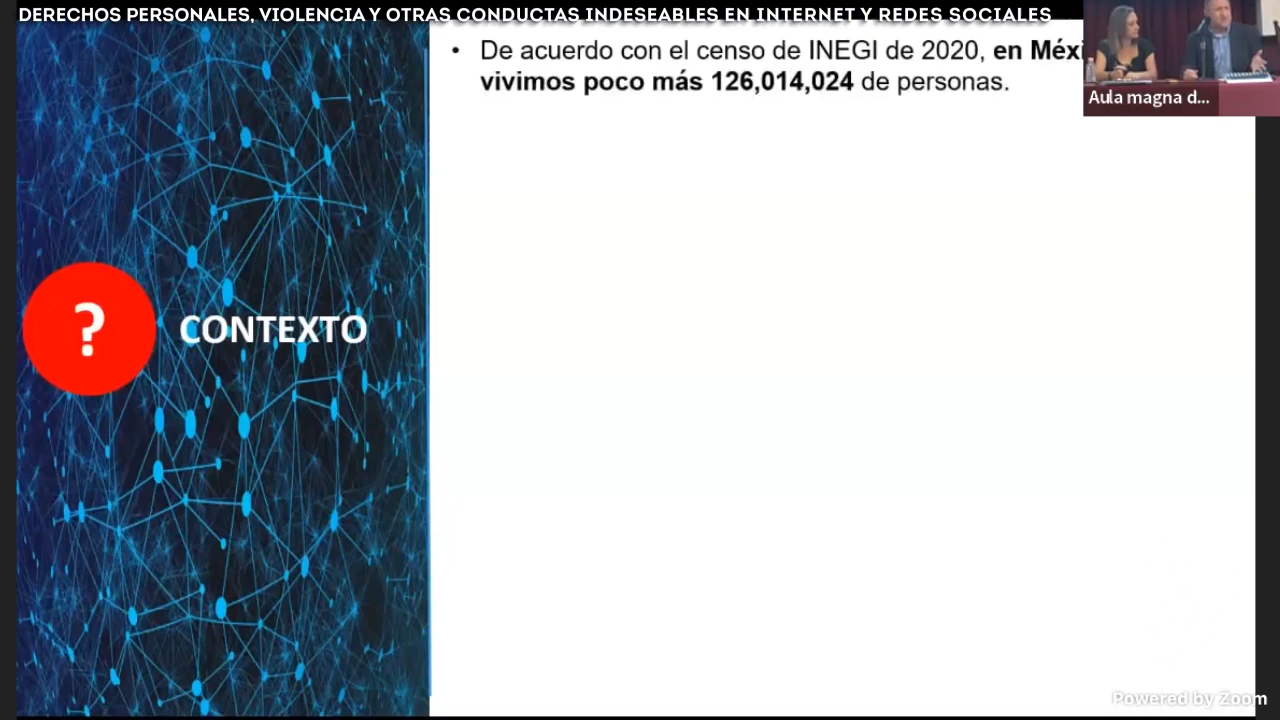 DERECHOS PERSONALES, VIOLENCIA Y OTRAS CONDUCTAS INDESEABLES EN INTERNET Y REDES SOCIALES
• De acuerdo con el censo de INEGI de 2020, en Méxi
vivimos poco más 126,014,024 de personas.
Aula magna d...
?
CONTEXTO
Powered by Zoom